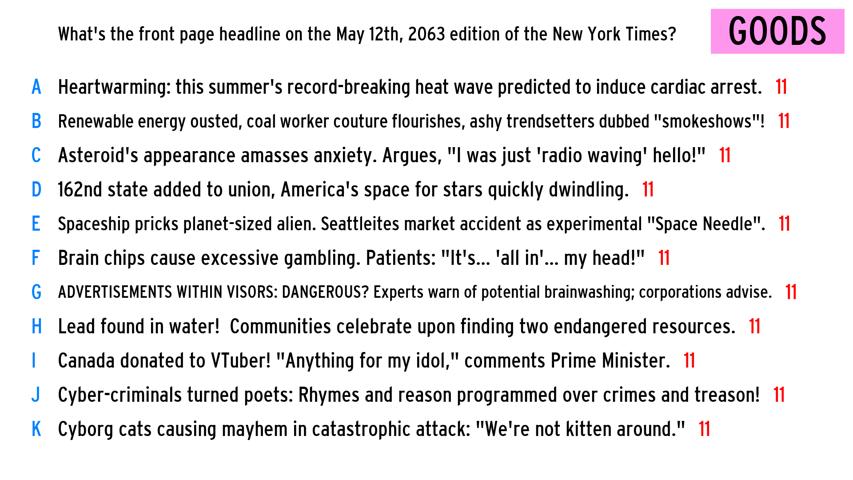 What's the front page headline on the May 12th, 2063 edition of the New York Times?
GOODS
A Heartwarming: this summer's record-breaking heat wave predicted to induce cardiac arrest. 11
B Renewable energy ousted, coal worker couture flourishes, ashy trendsetters dubbed "smokeshows"! 11
C Asteroid's appearance amasses anxiety. Argues, "I was just 'radio waving' hello!" 11
D 162nd state added to union, America's space for stars quickly dwindling. 11
E Spaceship pricks planet-sized alien. Seattleites market accident as experimental "Space Needle". 11
F Brain chips cause excessive gambling. Patients: "It's... 'all in'... my head!" 11
G ADVERTISEMENTS WITHIN VISORS: DANGEROUS? Experts warn of potential brainwashing; corporations advise. 11
H Lead found in water! Communities celebrate upon finding two endangered resources. 11
I Canada donated to VTuber! "Anything for my idol," comments Prime Minister. 11
J Cyber-criminals turned poets: Rhymes and reason programmed over crimes and treason! 11
K Cyborg cats causing mayhem in catastrophic attack: "We're not kitten around." 11